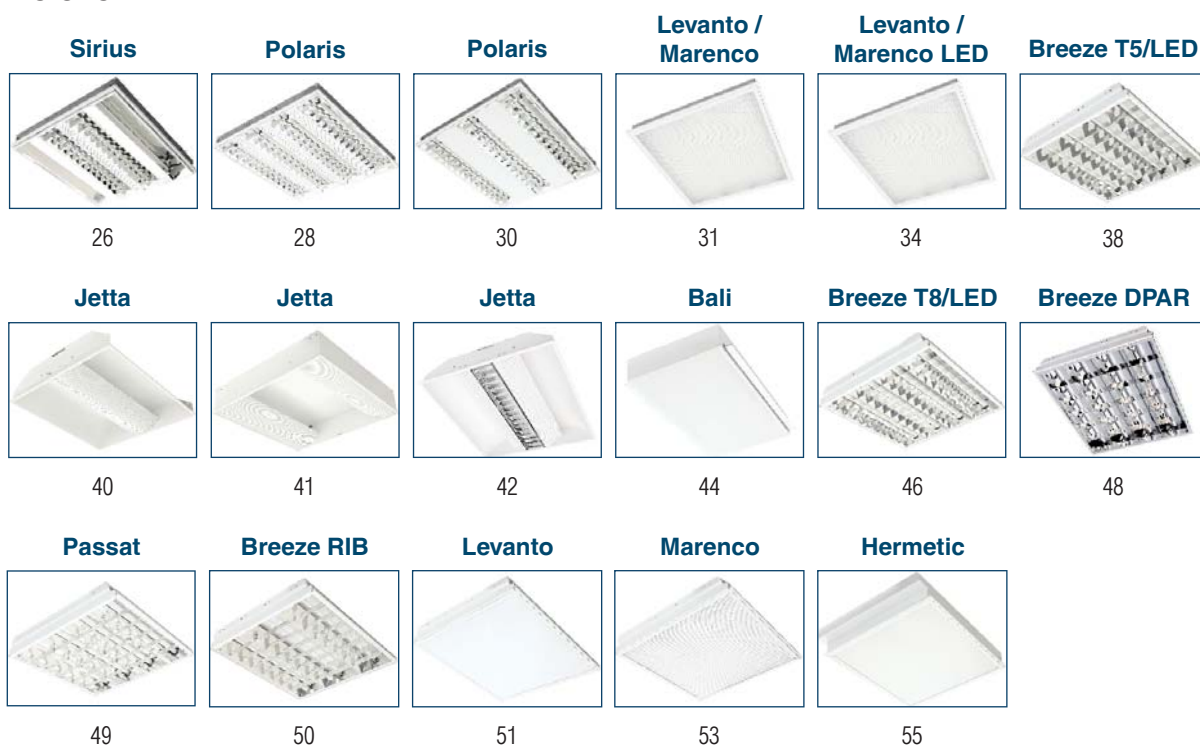 Sirius
Polaris
Polaris
Levanto /
Marenco
Levanto /
Marenco LED
Breeze T5/LED
26
28
30
31
34
38
Jetta
Jetta
Jetta
Bali
Breeze T8/LED
Breeze DPAR
40
41
42
44
46
48
Passat
Breeze RIB
Levanto
Marenco
Hermetic
49
50
51
53
55